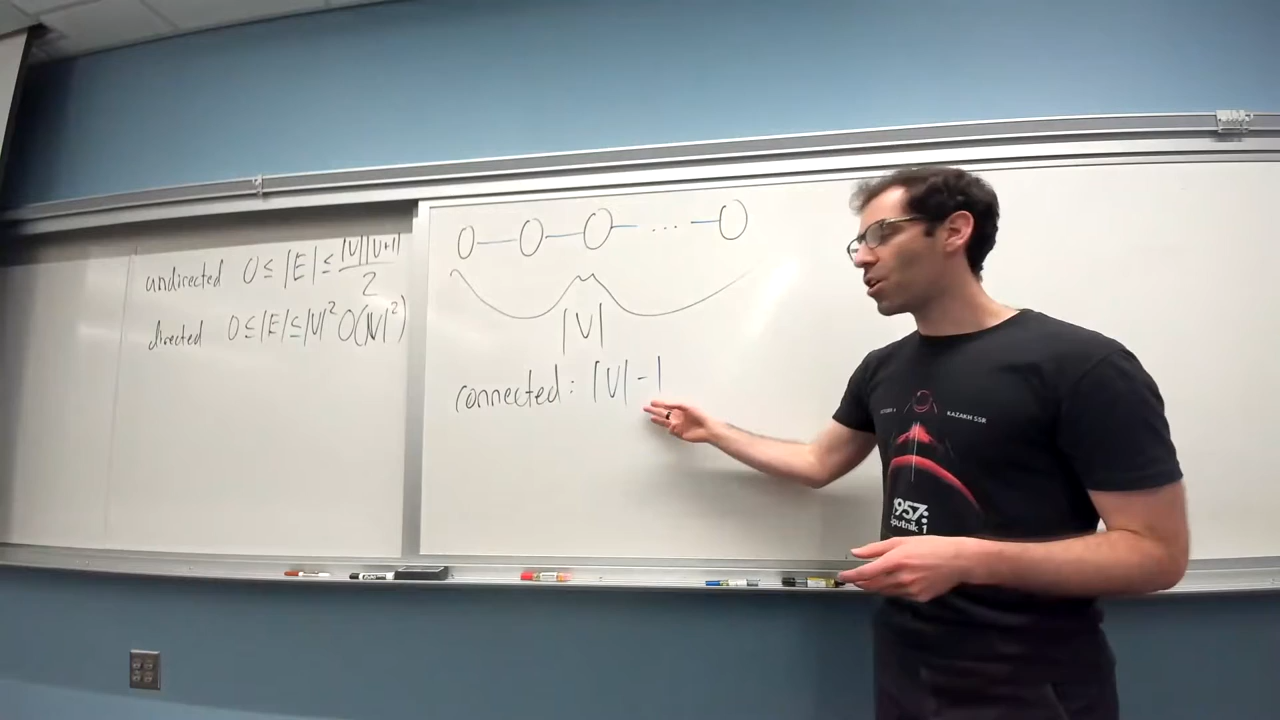 undirected 0 ≤ |E| ≤ |V||V+1|/2
directed 0 ≤ |E| ≤ |V|² O(|V|²)
O—O—O—...—O
|V|
connected: |V| - 1
KAZAKH SSR
1957:
Sputnik 1